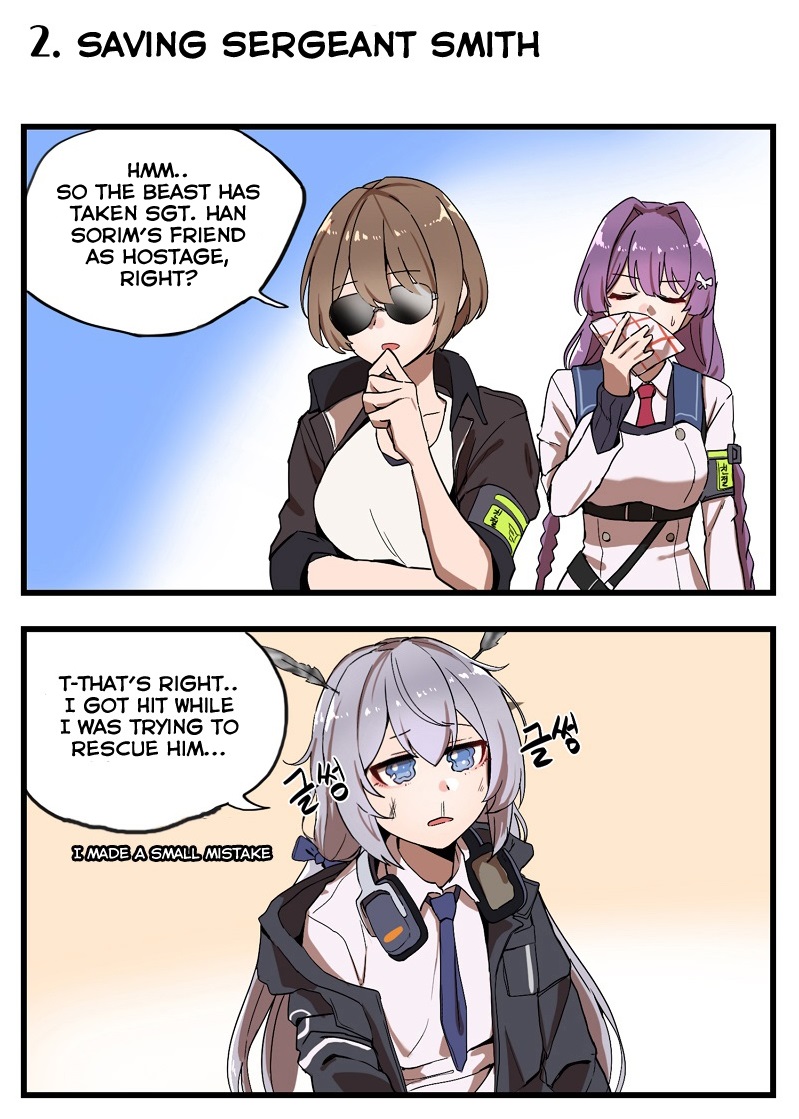 2. SAVING SERGEANT SMITH
HMM..
SO THE BEAST HAS
TAKEN SGT. HAN
SORIM'S FRIEND
AS HOSTAGE,
RIGHT?
T-THAT'S RIGHT..
I GOT HIT WHILE
I WAS TRYING TO
RESCUE HIM...
글썽
글썽
I MADE A SMALL MISTAKE